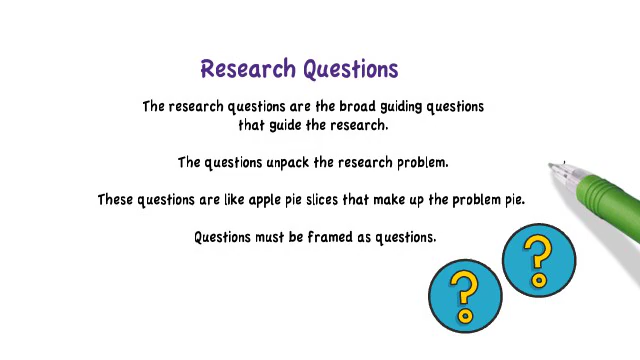 Research Questions
The research questions are the broad guiding questions
that guide the research.
The questions unpack the research problem.
These questions are like apple pie slices that make up the problem pie.
Questions must be framed as questions.
?
?